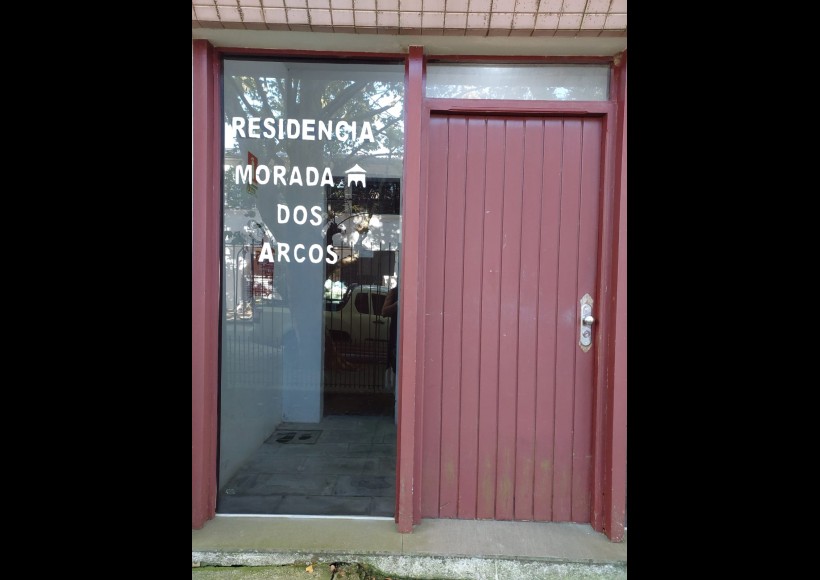 RESIDENCIA
MORADA
DOS
ARCOS